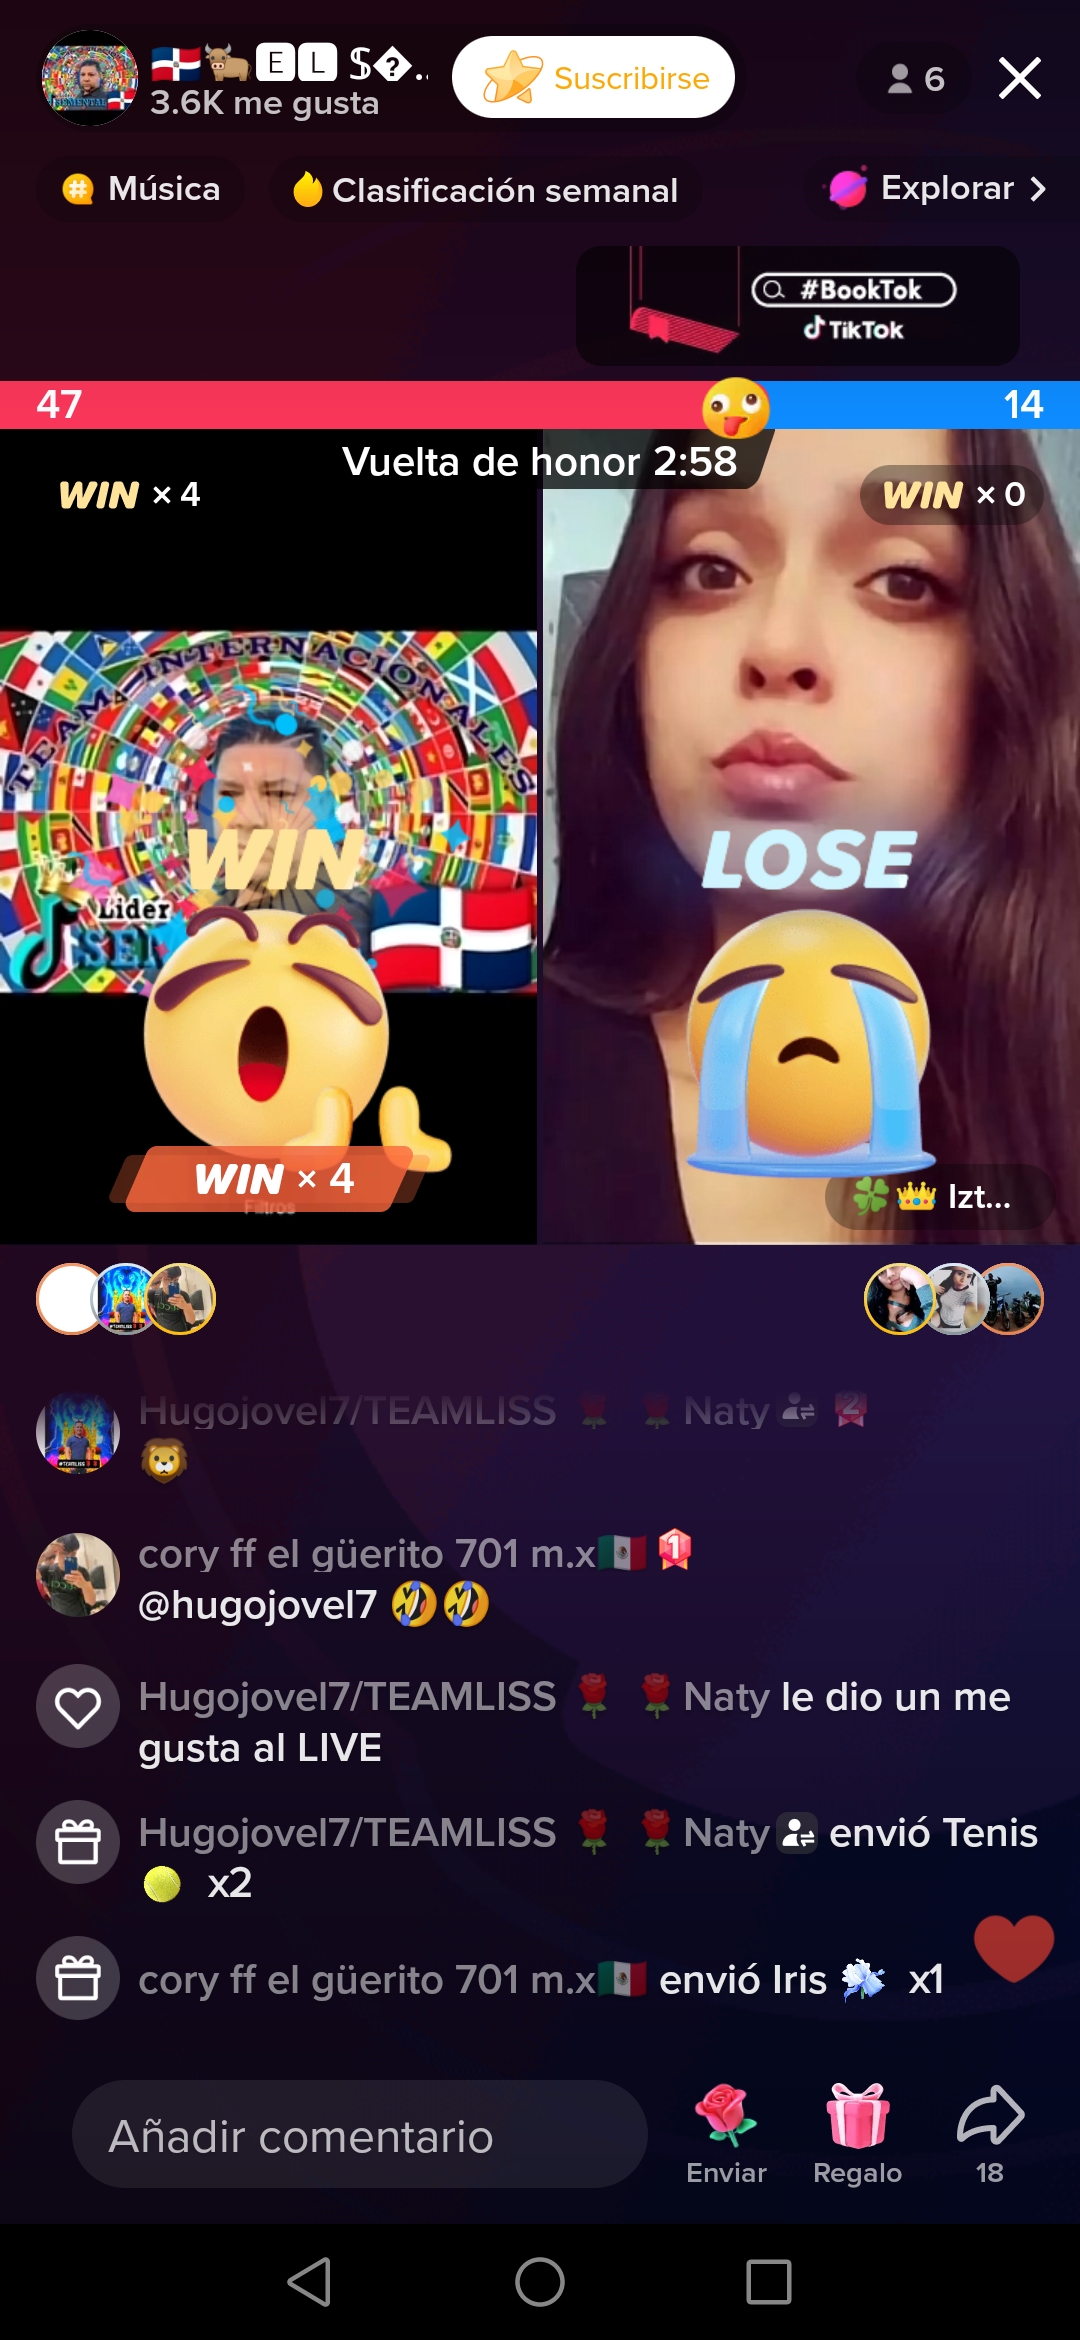 🇩🇴🐂🄴🄻 $�..
3.6K me gusta
Suscribirse
6
Música
Clasificación semanal
Explorar >
#BookTok
TikTok
47
14
Vuelta de honor 2:58
WIN × 4
WIN × 0
TEAM INTERNACIONALES
WIN
LOSE
Lider
WIN × 4
Filtros
🍀👑 Izt...
Hugojovel7/TEAMLISS 🌹 🌹 Naty 2
🦁
cory ff el güerito 701 m.x🇲🇽 1
@hugojovel7 🤣🤣
Hugojovel7/TEAMLISS 🌹 🌹 Naty le dio un me
gusta al LIVE
Hugojovel7/TEAMLISS 🌹 🌹 Naty envió Tenis
x2
cory ff el güerito 701 m.x🇲🇽 envió Iris x1
Añadir comentario
Enviar
Regalo
18